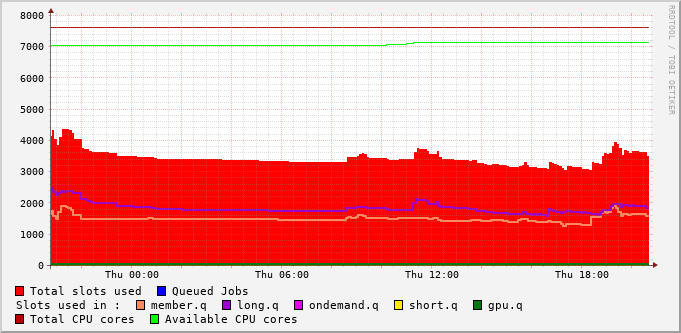 8000
7000
6000
5000
4000
3000
2000
1000
0
Thu 00:00 Thu 06:00 Thu 12:00 Thu 18:00
Total slots used Queued Jobs
Slots used in : member.q long.q ondemand.q short.q gpu.q
Total CPU cores Available CPU cores
RRDTOOL / TOBI OETIKER